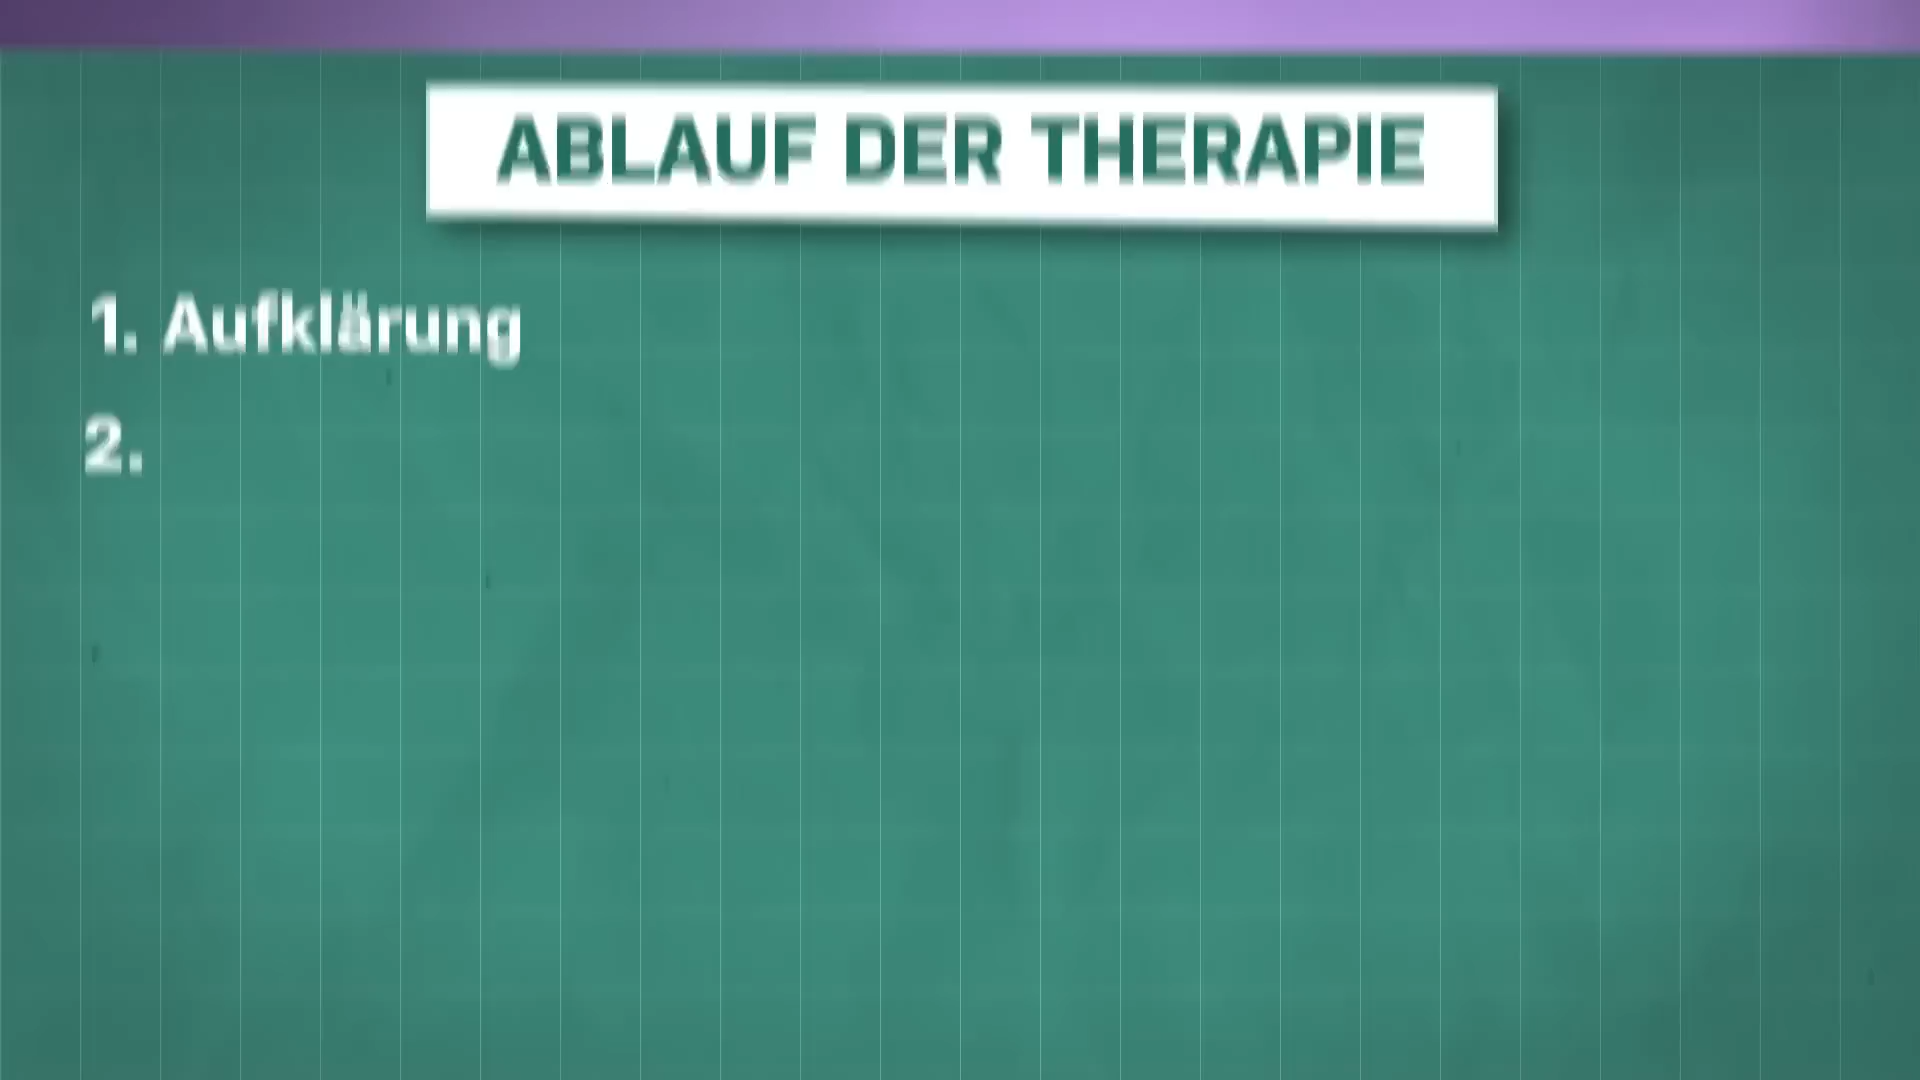 ABLAUF DER THERAPIE
1. Aufklärung
2.